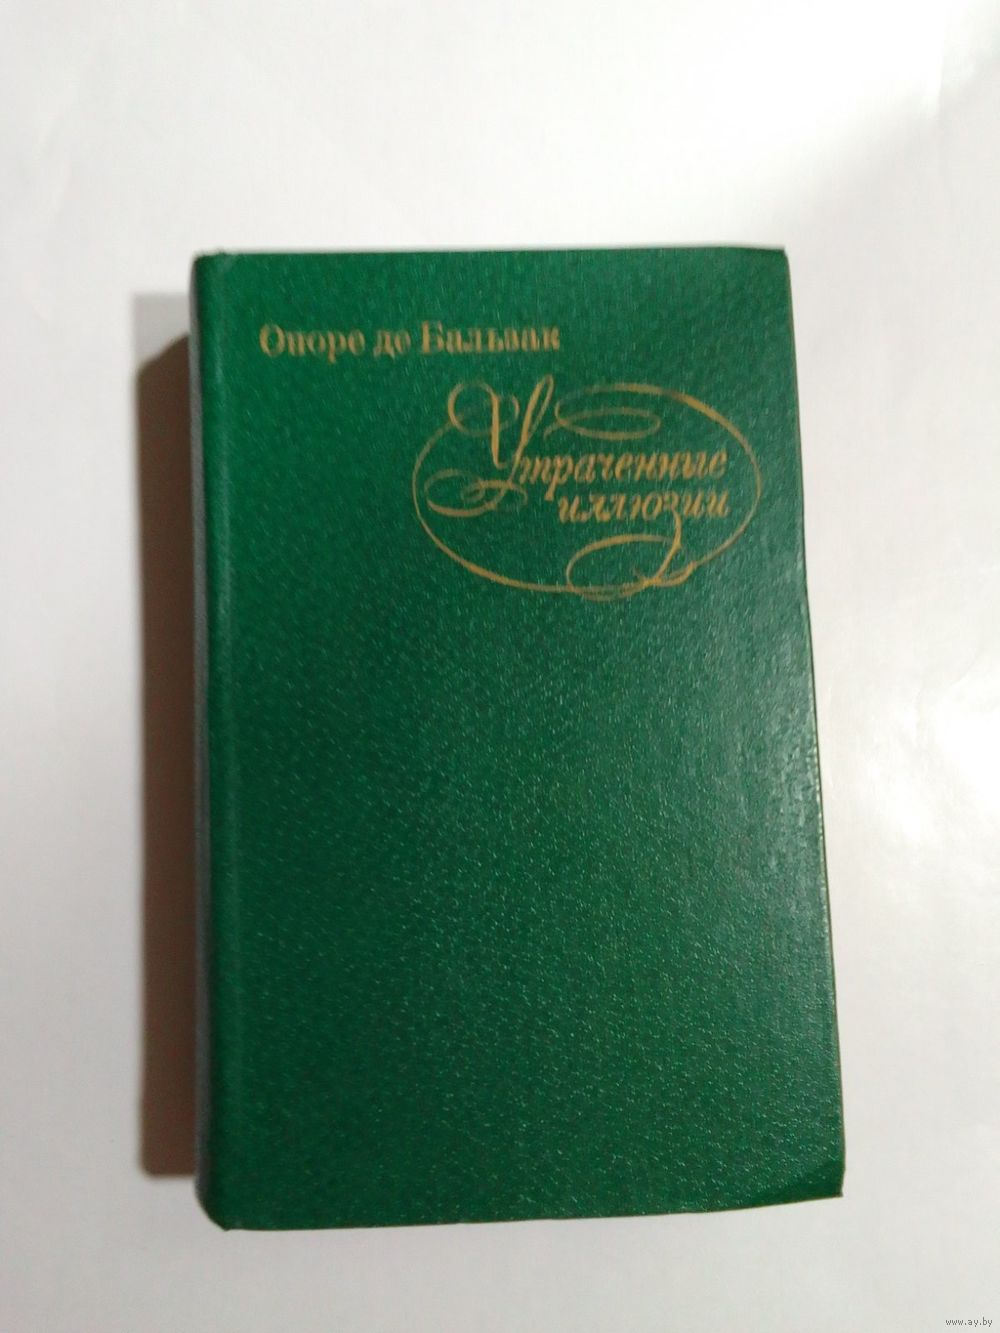 Оноре де Бальзак
Утраченные
иллюзии
www.ay.by